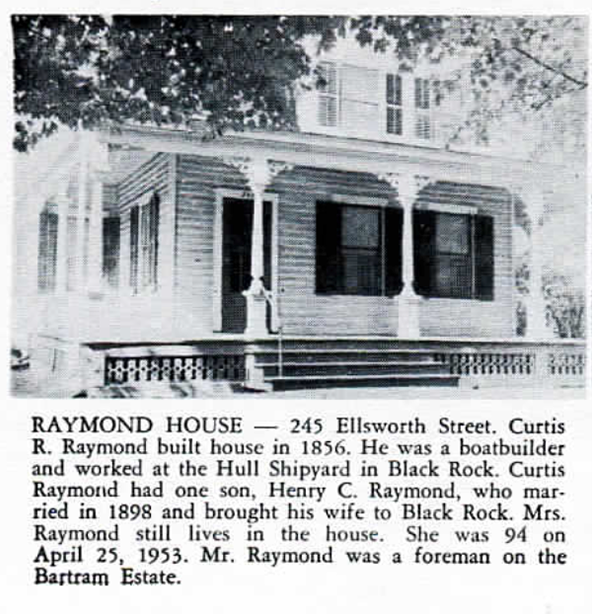 RAYMOND HOUSE — 245 Ellsworth Street. Curtis
R. Raymond built house in 1856. He was a boatbuilder
and worked at the Hull Shipyard in Black Rock. Curtis
Raymond had one son, Henry C. Raymond, who mar-
ried in 1898 and brought his wife to Black Rock. Mrs.
Raymond still lives in the house. She was 94 on
April 25, 1953. Mr. Raymond was a foreman on the
Bartram Estate.